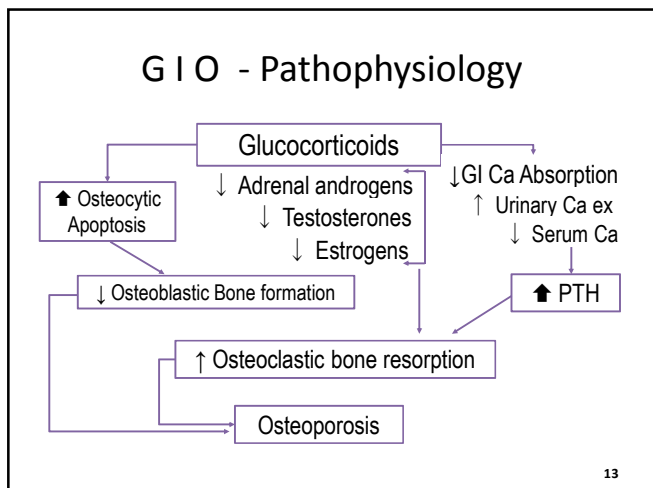 G I O - Pathophysiology
Glucocorticoids
↑ Osteocytic
Apoptosis
↓ Adrenal androgens
↓ Testosterones
↓ Estrogens
↓GI Ca Absorption
↑ Urinary Ca ex
↓ Serum Ca
↓ Osteoblastic Bone formation
↑ PTH
↑ Osteoclastic bone resorption
Osteoporosis
13